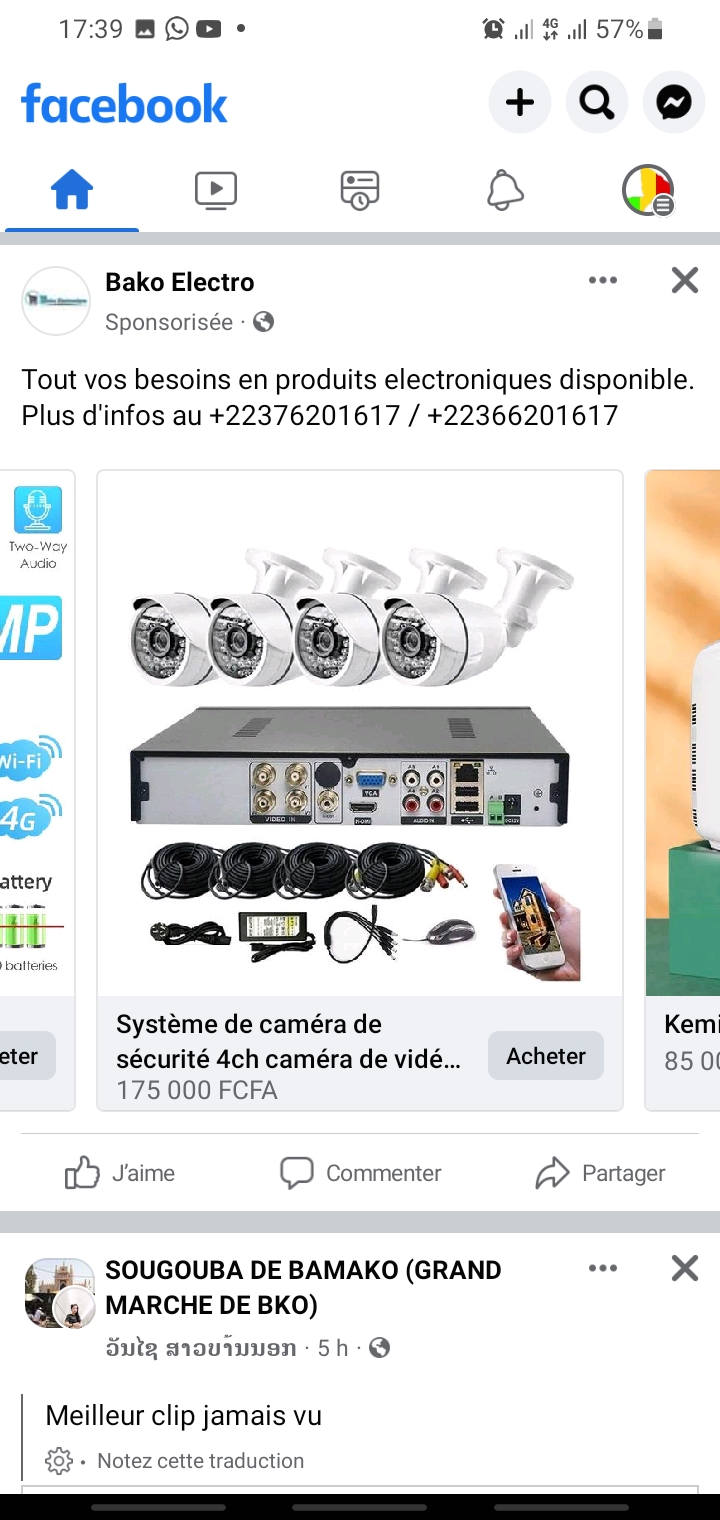 17:39
4G
57%
facebook
Bako Electro
Sponsorisée ·
Tout vos besoins en produits electroniques disponible.
Plus d'infos au +22376201617 / +22366201617
Two-Way
Audio
MP
Wi-Fi
4G
attery
batteries
eter
VIDEO IN
VGA
AUDIO IN
Système de caméra de
sécurité 4ch caméra de vidé...
175 000 FCFA
Acheter
Kemi
85 00
J'aime
Commenter
Partager
SOUGOUBA DE BAMAKO (GRAND
MARCHE DE BKO)
ວັນໄຊ ສາວບ້ານນອກ · 5 h ·
Meilleur clip jamais vu
· Notez cette traduction